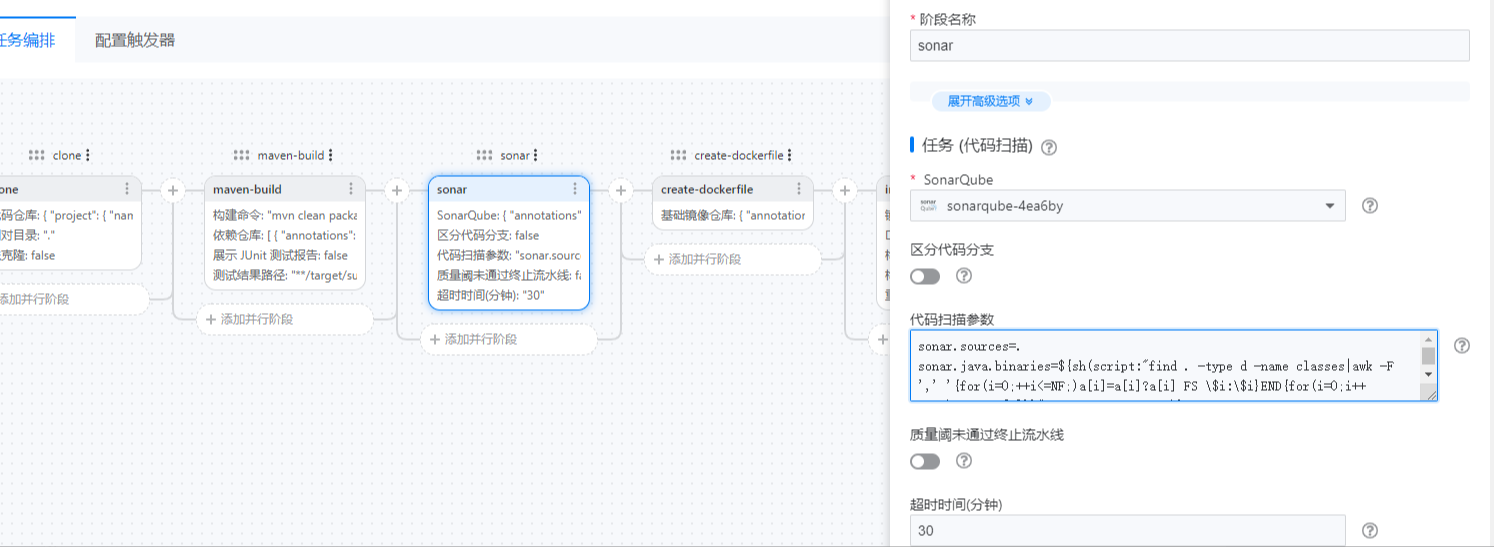 任务编排
配置触发器
clone
maven-build
sonar
create-dockerfile
one
码仓库: { "project": { "nan
对目录: "."
克隆: false
添加并行阶段
maven-build
构建命令: "mvn clean packa
依赖仓库: [ { "annotations":
展示 JUnit 测试报告: false
测试结果路径: "**/target/su
添加并行阶段
sonar
SonarQube: { "annotations"
区分代码分支: false
代码扫描参数: "sonar.sourc
质量阈未通过终止流水线: fa
超时时间(分钟): "30"
添加并行阶段
create-dockerfile
基础镜像仓库: { "annotation
添加并行阶段
* 阶段名称
sonar
展开高级选项
任务 (代码扫描)
* SonarQube
sonarqube-4ea6by
区分代码分支
代码扫描参数
sonar.sources=.
sonar.java.binaries=${sh(script:"find . -type d -name classes|awk -F
',' '{for(i=0;++i<=NF;)a[i]=a[i]?a[i] FS \$i:\$i}END{for(i=0;i++
质量阈未通过终止流水线
超时时间(分钟)
30